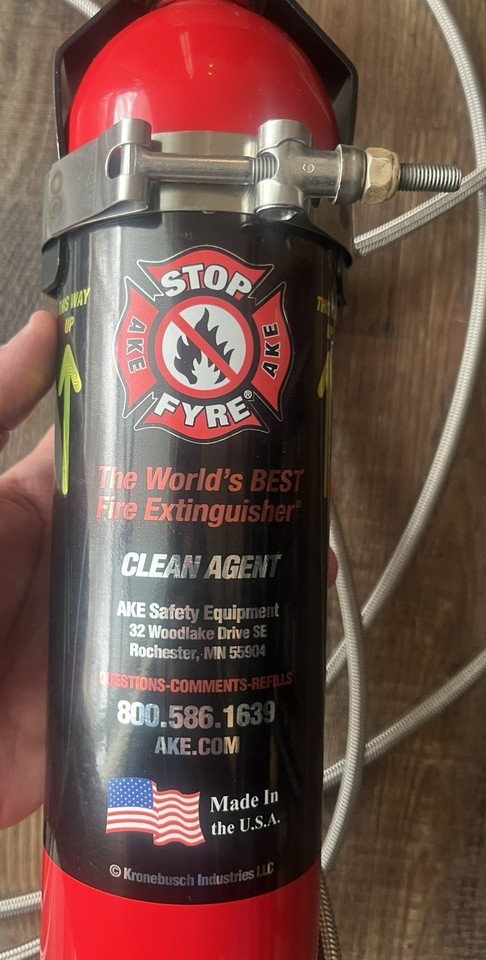 THIS WAY
UP
STOP
AKE
AKE
FYRE®
The World's BEST
Fire Extinguisher®
CLEAN AGENT
AKE Safety Equipment
32 Woodlake Drive SE
Rochester, MN 55904
QUESTIONS-COMMENTS-REFILLS
800.586.1639
AKE.COM
Made In
the U.S.A.
© Kronebusch Industries LLC